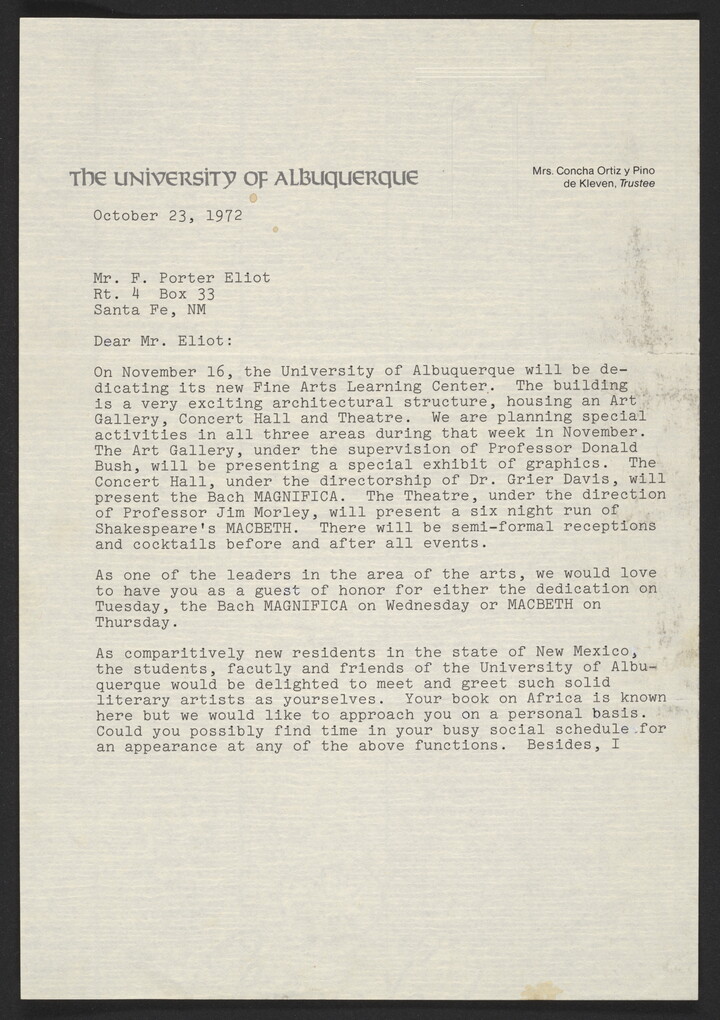 The University of Albuquerque
Mrs. Concha Ortiz y Pino
de Kleven, Trustee
October 23, 1972
Mr. F. Porter Eliot
Rt. 4 Box 33
Santa Fe, NM
Dear Mr. Eliot:
On November 16, the University of Albuquerque will be de-
dicating its new Fine Arts Learning Center. The building
is a very exciting architectural structure, housing an Art
Gallery, Concert Hall and Theatre. We are planning special
activities in all three areas during that week in November.
The Art Gallery, under the supervision of Professor Donald
Bush, will be presenting a special exhibit of graphics. The
Concert Hall, under the directorship of Dr. Grier Davis, will
present the Bach MAGNIFICA. The Theatre, under the direction
of Professor Jim Morley, will present a six night run of
Shakespeare's MACBETH. There will be semi-formal receptions
and cocktails before and after all events.
As one of the leaders in the area of the arts, we would love
to have you as a guest of honor for either the dedication on
Tuesday, the Bach MAGNIFICA on Wednesday or MACBETH on
Thursday.
As comparitively new residents in the state of New Mexico,
the students, facutly and friends of the University of Albu-
querque would be delighted to meet and greet such solid
literary artists as yourselves. Your book on Africa is known
here but we would like to approach you on a personal basis.
Could you possibly find time in your busy social schedule for
an appearance at any of the above functions. Besides, I